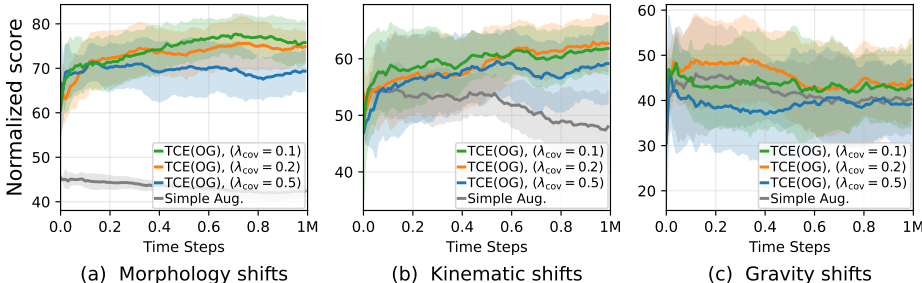 Normalized score
80
70
60
50
40
TCE(OG), (λcov = 0.1)
TCE(OG), (λcov = 0.2)
TCE(OG), (λcov = 0.5)
Simple Aug.
0.0 0.2 0.4 0.6 0.8 1M
Time Steps
(a) Morphology shifts
60
50
40
TCE(OG), (λcov = 0.1)
TCE(OG), (λcov = 0.2)
TCE(OG), (λcov = 0.5)
Simple Aug.
0.0 0.2 0.4 0.6 0.8 1M
Time Steps
(b) Kinematic shifts
60
50
40
30
20
TCE(OG), (λcov = 0.1)
TCE(OG), (λcov = 0.2)
TCE(OG), (λcov = 0.5)
Simple Aug.
0.0 0.2 0.4 0.6 0.8 1M
Time Steps
(c) Gravity shifts